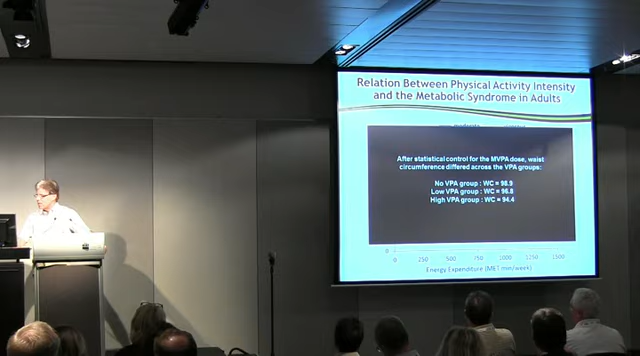 Relation Between Physical Activity Intensity
and the Metabolic Syndrome in Adults
After statistical control for the MVPA dose, waist
circumference differed across the VPA groups:
No VPA group : WC = 98.9
Low VPA group : WC = 96.8
High VPA group : WC = 94.4
0
0 250 500 750 1000 1250 1500
Energy Expenditure (MET min/week)